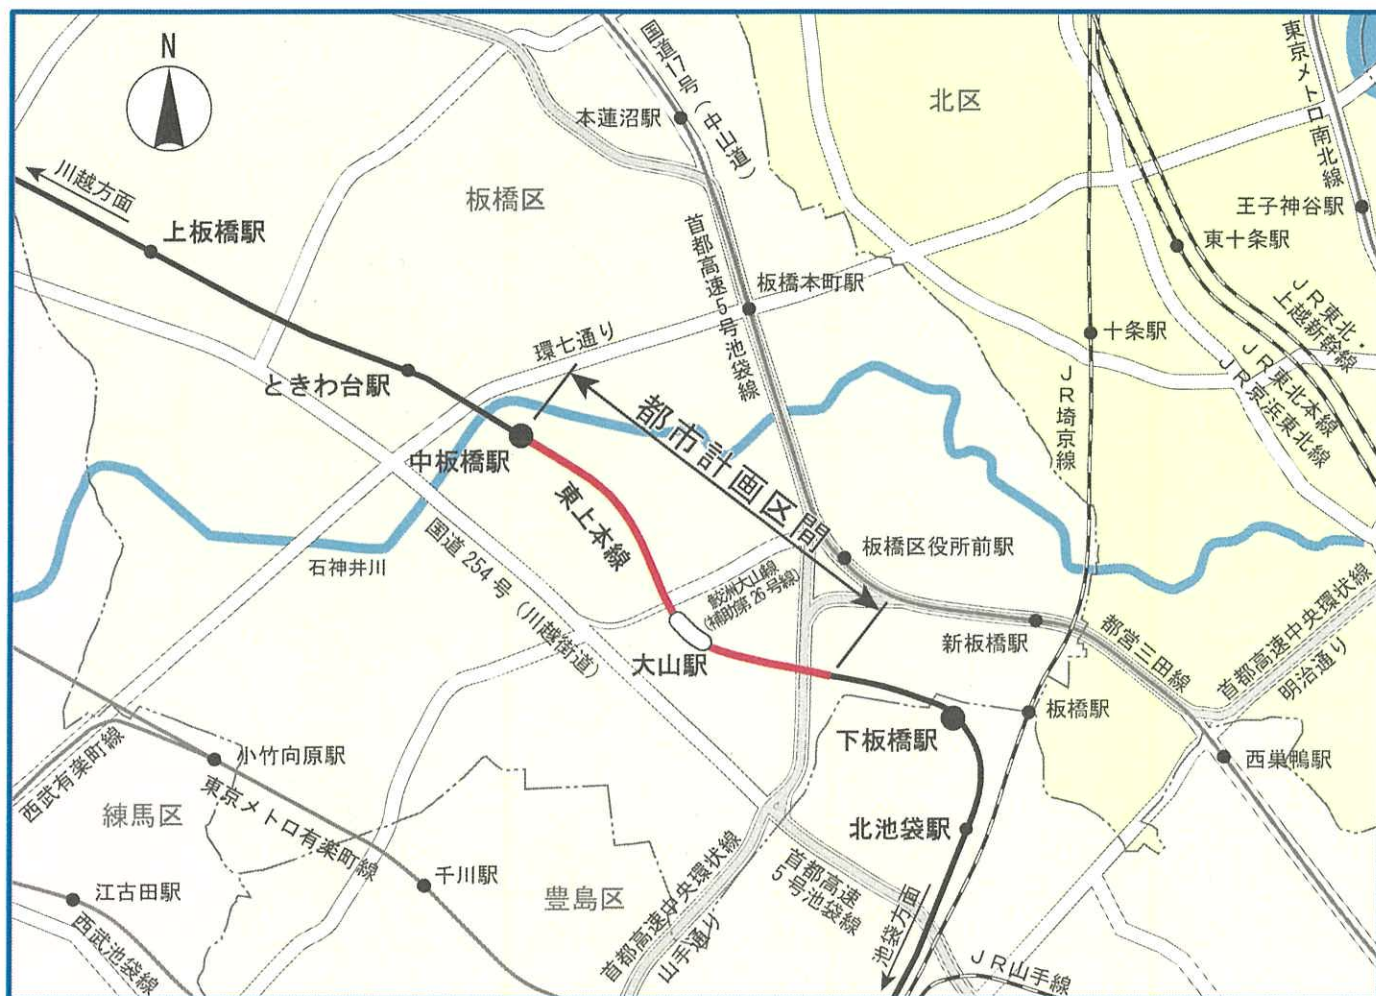 N
国道17号(中山道)
本蓮沼駅
北区
東京メトロ南北線
川越方面
板橋区
上板橋駅
王子神谷駅
東十条駅
首都高速5号池袋線
板橋本町駅
JR東北・
上越新幹線
JR東北本線
JR京浜東北線
十条駅
環七通り
ときわ台駅
JR埼京線
都市計画区間
中板橋駅
東上本線
石神井川
国道254号(川越街道)
板橋区役所前駅
鮫洲大山線
(補助第26号線)
大山駅
新板橋駅
都営三田線
首都高速中央環状線
明治通り
下板橋駅
板橋駅
西巣鴨駅
小竹向原駅
西武有楽町線
練馬区
東京メトロ有楽町線
北池袋駅
江古田駅
千川駅
豊島区
西武池袋線
首都高速中央環状線
山手通り
首都高速
5号池袋線
池袋方面
JR山手線